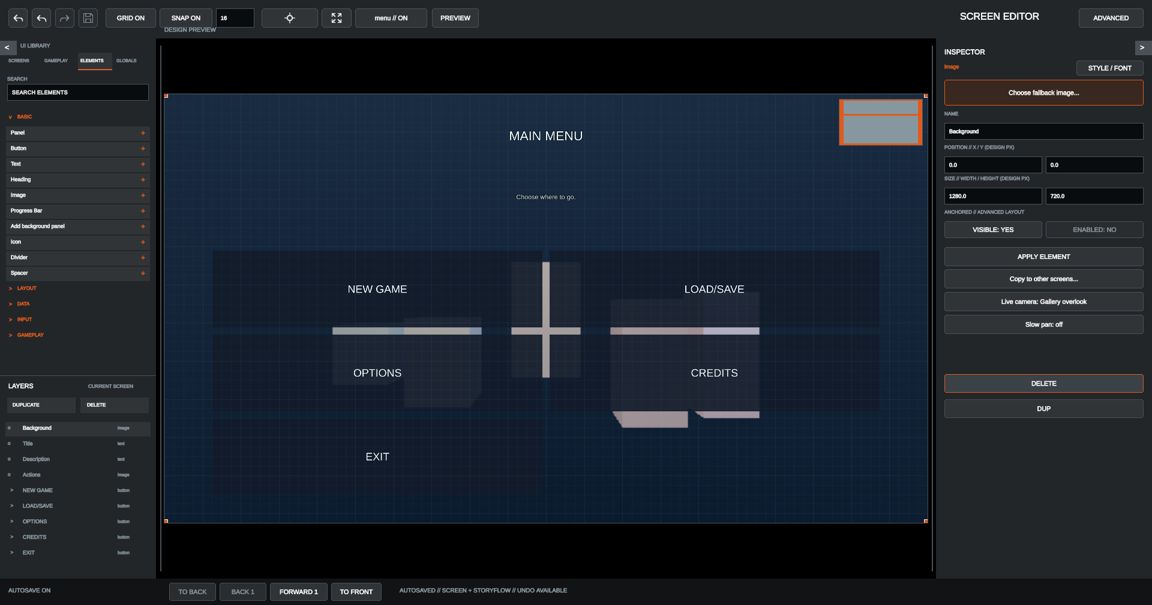 GRID ON
SNAP ON
16
menu // ON
PREVIEW
SCREEN EDITOR
ADVANCED
DESIGN PREVIEW
<
UI LIBRARY
SCREENS
GAMEPLAY
ELEMENTS
GLOBALS
SEARCH
SEARCH ELEMENTS
BASIC
Panel +
Button +
Text +
Heading +
Image +
Progress Bar +
Add background panel +
Icon +
Divider +
Spacer +
> LAYOUT
> DATA
> INPUT
> GAMEPLAY
LAYERS
CURRENT SCREEN
DUPLICATE
DELETE
Background image
Title text
Description text
Actions image
> NEW GAME button
> LOAD/SAVE button
> OPTIONS button
> CREDITS button
> EXIT button
MAIN MENU
Choose where to go.
NEW GAME
LOAD/SAVE
OPTIONS
CREDITS
EXIT
>
INSPECTOR
Image
STYLE / FONT
Choose fallback image...
NAME
Background
POSITION // X / Y (DESIGN PX)
0.0
0.0
SIZE // WIDTH / HEIGHT (DESIGN PX)
1280.0
720.0
ANCHORED // ADVANCED LAYOUT
VISIBLE: YES
ENABLED: NO
APPLY ELEMENT
Copy to other screens...
Live camera: Gallery overlook
Slow pan: off
DELETE
DUP
AUTOSAVE ON
TO BACK
BACK 1
FORWARD 1
TO FRONT
AUTOSAVED // SCREEN + STORYFLOW // UNDO AVAILABLE